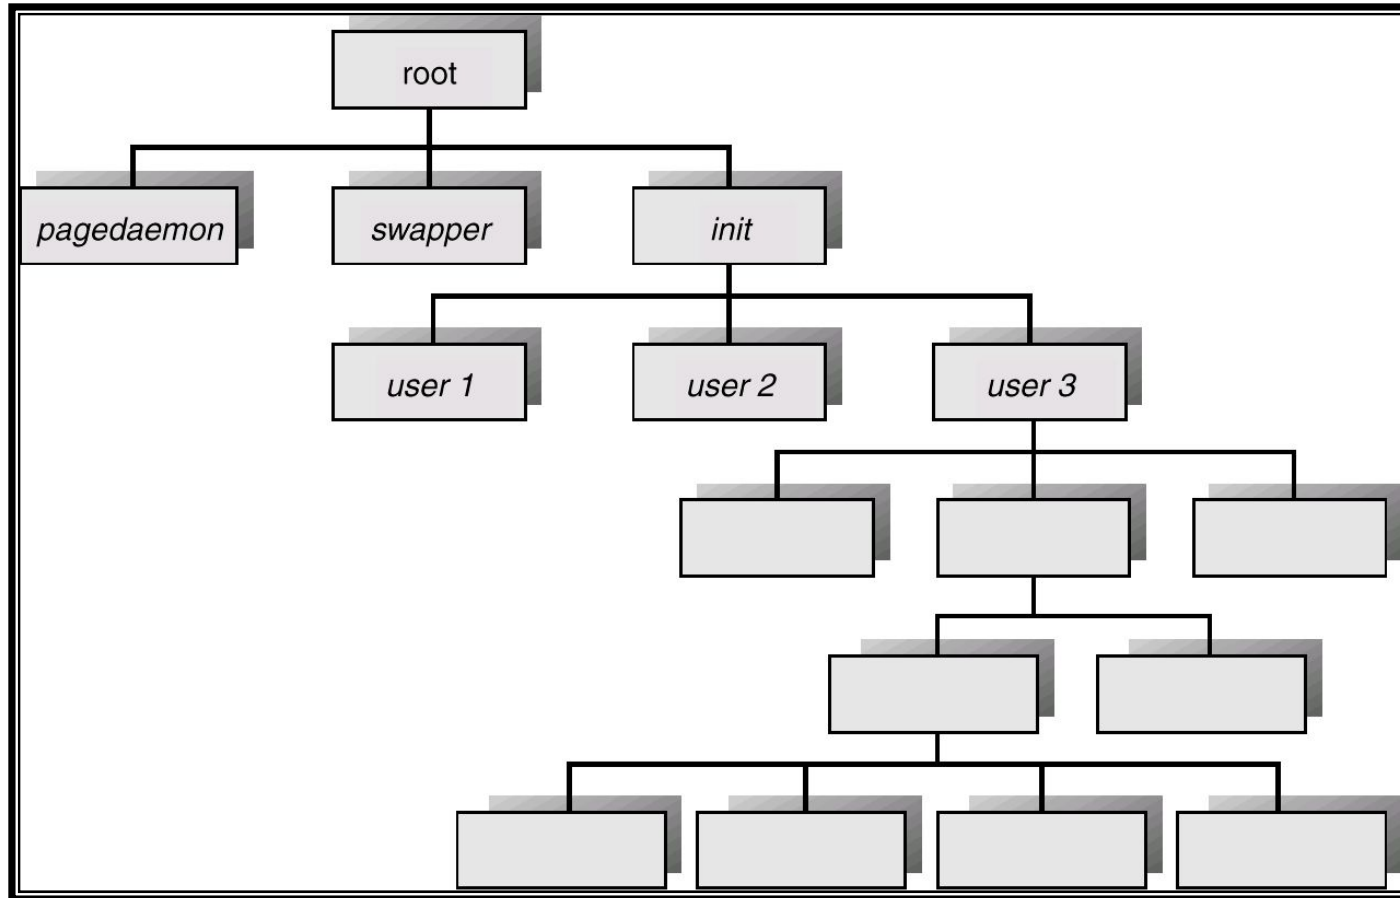 root
pagedaemon
swapper
init
user 1
user 2
user 3